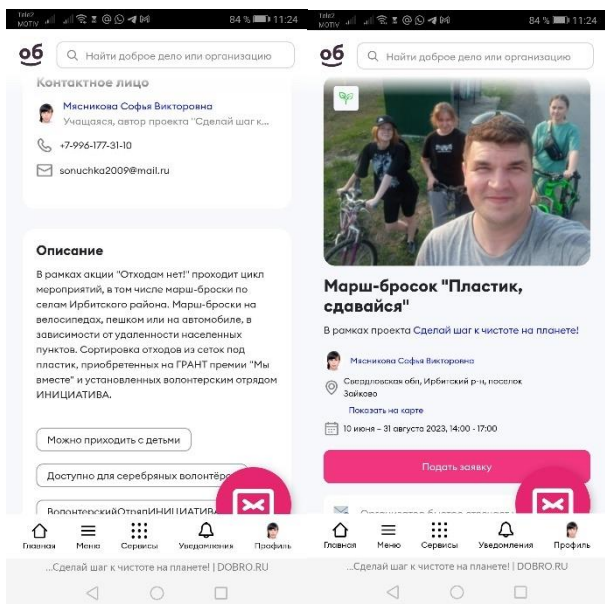 Tele2
MOTIV
84 % 11:24
об
Найти доброе дело или организацию
Контактное лицо
Мясникова Софья Викторовна
Учащаяся, автор проекта "Сделай шаг к...
+7-996-177-31-10
sonuchka2009@mail.ru
Описание
В рамках акции "Отходам нет!" проходит цикл
мероприятий, в том числе марш-броски по
селам Ирбитского района. Марш-броски на
велосипедах, пешком или на автомобиле, в
зависимости от удаленности населенных
пунктов. Сортировка отходов из сеток под
пластик, приобретенных на ГРАНТ премии "Мы
вместе" и установленных волонтерским отрядом
ИНИЦИАТИВА.
Можно приходить с детьми
Доступно для серебряных волонтёро
ВолонтерскийОтрядИНИЦИАТИВА
Главная Меню Сервисы Уведомления Профиль
...Сделай шаг к чистоте на планете! | DOBRO.RU
Tele2
MOTIV
84 % 11:24
об
Найти доброе дело или организацию
Марш-бросок "Пластик,
сдавайся"
В рамках проекта Сделай шаг к чистоте на планете!
Мясникова Софья Викторовна
Свердловская обл, Ирбитский р-н, поселок
Зайково
Показать на карте
10 июня – 31 августа 2023, 14:00 - 17:00
Подать заявку
Главная Меню Сервисы Уведомления Профиль
...Сделай шаг к чистоте на планете! | DOBRO.RU